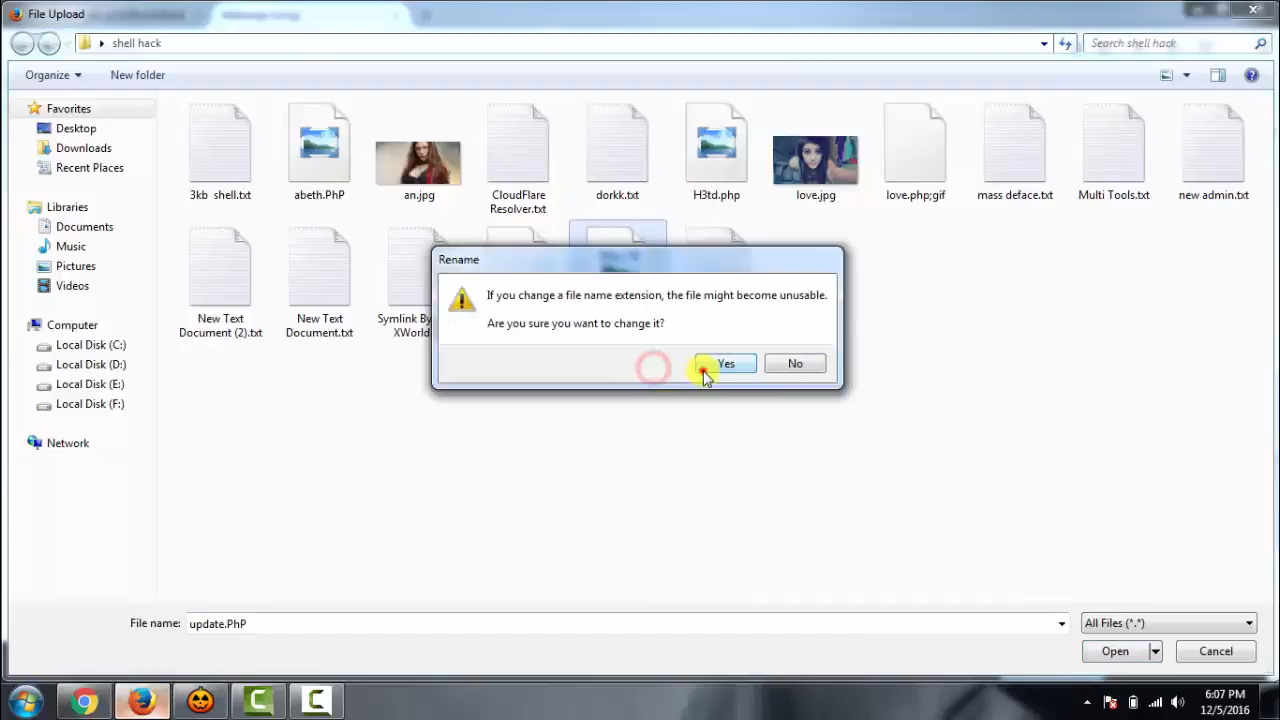 File Upload
shell hack
Search shell hack
Organize
New folder
Favorites
Desktop
Downloads
Recent Places
Libraries
Documents
Music
Pictures
Videos
Computer
Local Disk (C:)
Local Disk (D:)
Local Disk (E:)
Local Disk (F:)
Network
3kb shell.txt
abeth.PhP
an.jpg
CloudFlare
Resolver.txt
dorkk.txt
H3td.php
love.jpg
love.php;gif
mass deface.txt
Multi Tools.txt
new admin.txt
New Text
Document (2).txt
New Text
Document.txt
Symlink By
XWorld
Rename
If you change a file name extension, the file might become unusable.
Are you sure you want to change it?
Yes
No
File name:
update.PhP
All Files (*.*)
Open
Cancel
6:07 PM
12/5/2016